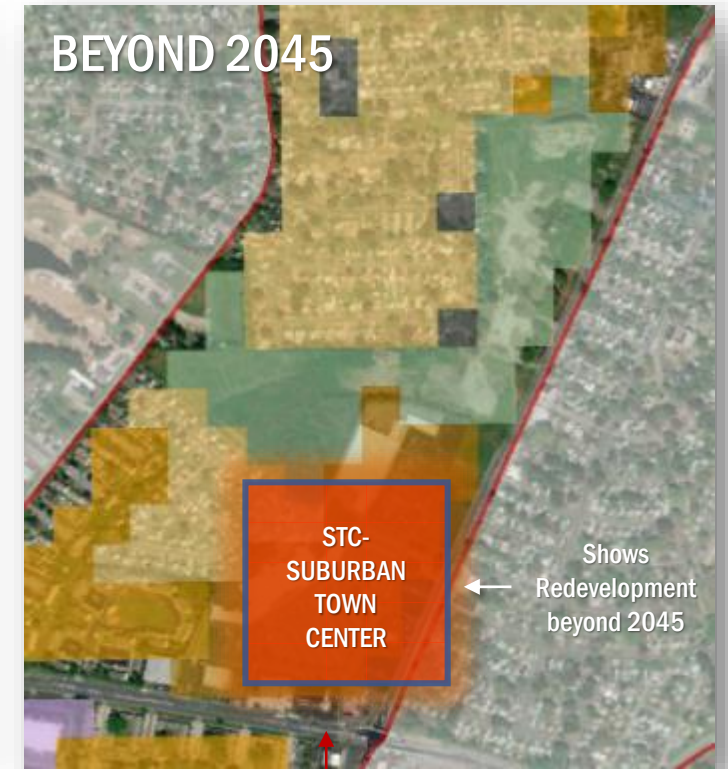 BEYOND 2045
STC-
SUBURBAN
TOWN
CENTER
Shows
Redevelopment
beyond 2045